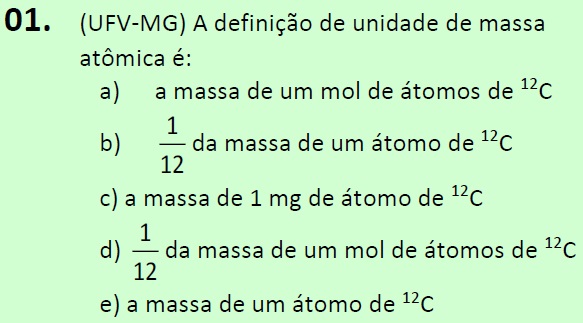 01. (UFV-MG) A definição de unidade de massa
atômica é:
a) a massa de um mol de átomos de ¹²C
b) 1/12 da massa de um átomo de ¹²C
c) a massa de 1 mg de átomo de ¹²C
d) 1/12 da massa de um mol de átomos de ¹²C
e) a massa de um átomo de ¹²C